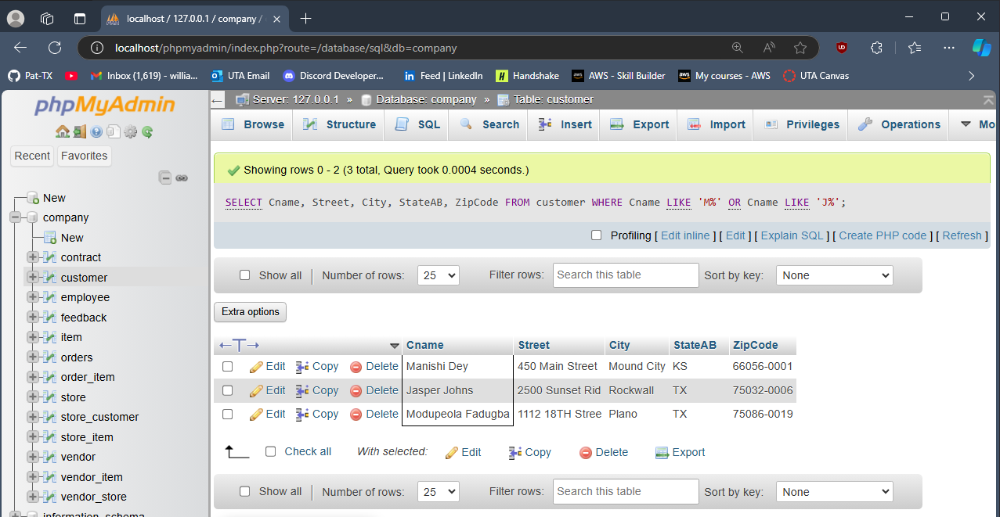 localhost / 127.0.0.1 / company /
localhost/phpmyadmin/index.php?route=/database/sql&db=company
Pat-TX
Inbox (1,619) - willia...
UTA Email
Discord Developer...
Feed | LinkedIn
Handshake
AWS - Skill Builder
My courses - AWS
UTA Canvas
phpMyAdmin
Recent
Favorites
New
company
New
contract
customer
employee
feedback
item
orders
order_item
store
store_customer
store_item
vendor
vendor_item
vendor_store
information_schema
Server: 127.0.0.1 » Database: company » Table: customer
Browse Structure SQL Search Insert Export Import Privileges Operations Mo
Showing rows 0 - 2 (3 total, Query took 0.0004 seconds.)
SELECT Cname, Street, City, StateAB, ZipCode FROM customer WHERE Cname LIKE 'M%' OR Cname LIKE 'J%';
Profiling [ Edit inline ] [ Edit ] [ Explain SQL ] [ Create PHP code ] [ Refresh ]
Show all | Number of rows: 25 Filter rows: Search this table Sort by key: None
Extra options
←T→ Cname Street City StateAB ZipCode
Edit Copy Delete Manishi Dey 450 Main Street Mound City KS 66056-0001
Edit Copy Delete Jasper Johns 2500 Sunset Rid Rockwall TX 75032-0006
Edit Copy Delete Modupeola Fadugba 1112 18TH Stree Plano TX 75086-0019
Check all With selected: Edit Copy Delete Export
Show all | Number of rows: 25 Filter rows: Search this table Sort by key: None